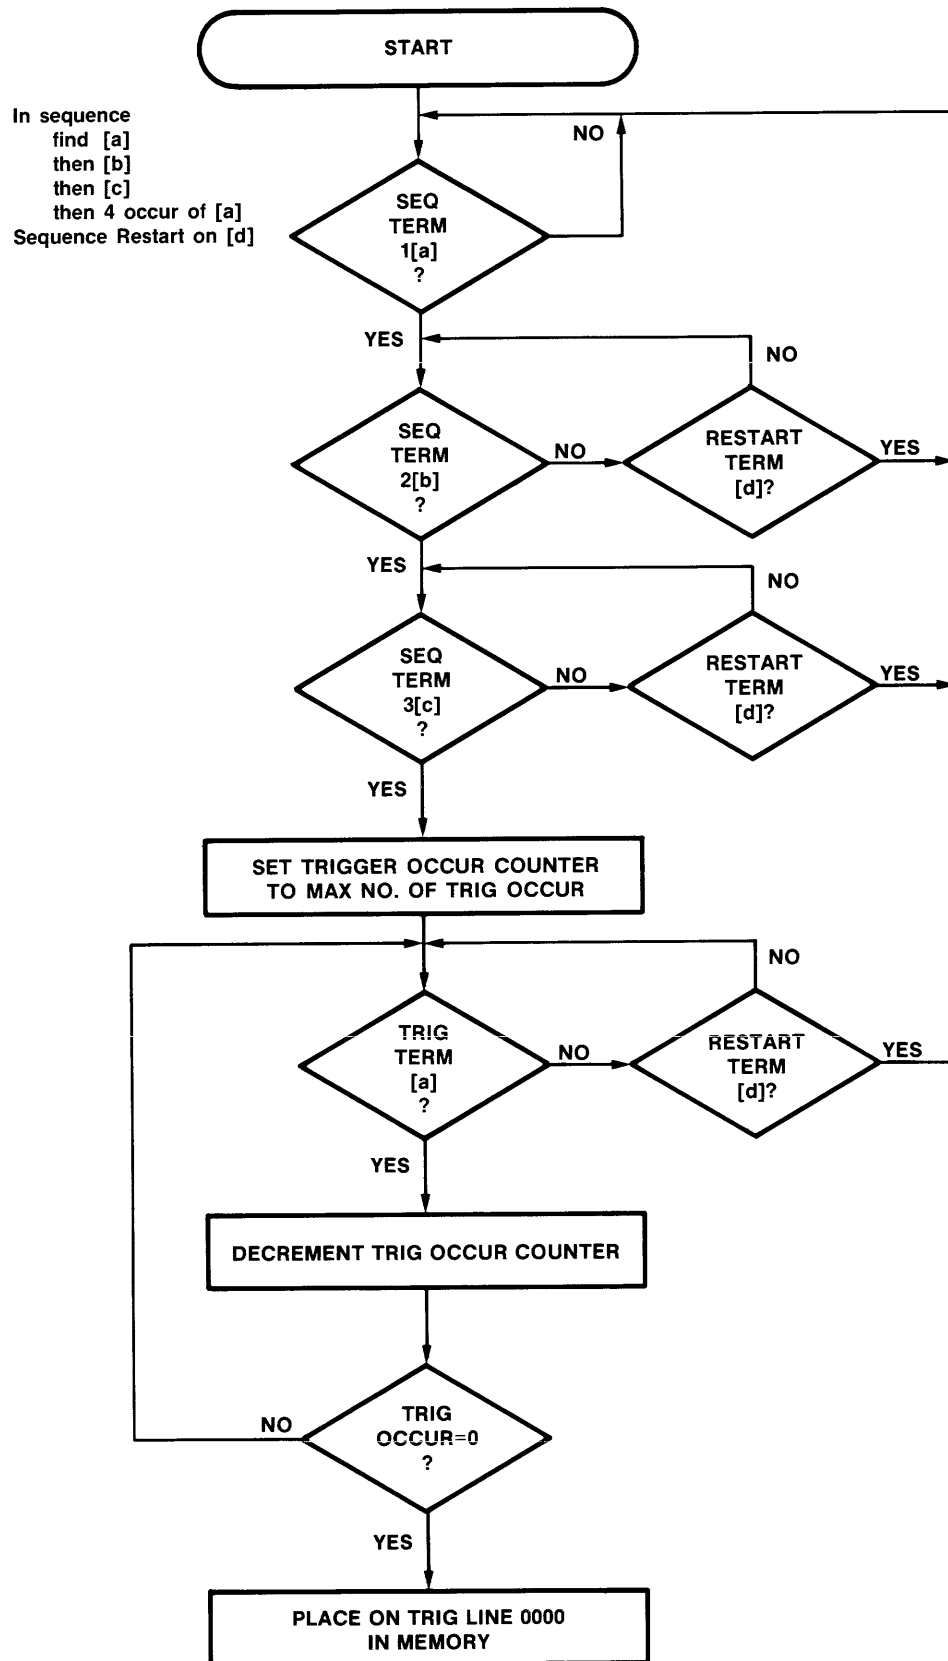 START
In sequence
find [a]
then [b]
then [c]
then 4 occur of [a]
Sequence Restart on [d]
NO
SEQ
TERM
1[a]
?
YES
NO
SEQ
TERM
2[b]
?
NO
RESTART
TERM
[d]?
YES
YES
NO
SEQ
TERM
3[c]
?
NO
RESTART
TERM
[d]?
YES
YES
SET TRIGGER OCCUR COUNTER
TO MAX NO. OF TRIG OCCUR
NO
TRIG
TERM
[a]
?
NO
RESTART
TERM
[d]?
YES
YES
DECREMENT TRIG OCCUR COUNTER
TRIG
OCCUR=0
?
NO
YES
PLACE ON TRIG LINE 0000
IN MEMORY